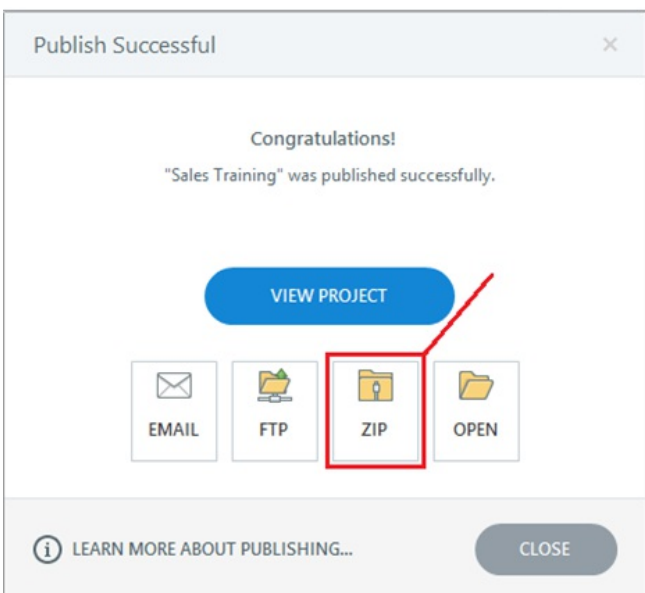 Publish Successful
Congratulations!
"Sales Training" was published successfully.
VIEW PROJECT
EMAIL FTP ZIP OPEN
LEARN MORE ABOUT PUBLISHING...
CLOSE